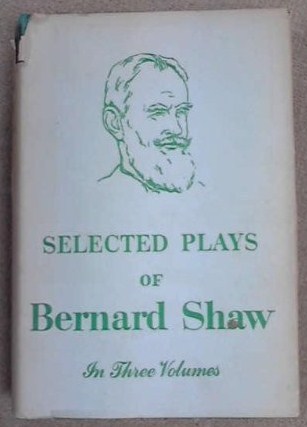 SELECTED PLAYS
OF
Bernard Shaw
In Three Volumes